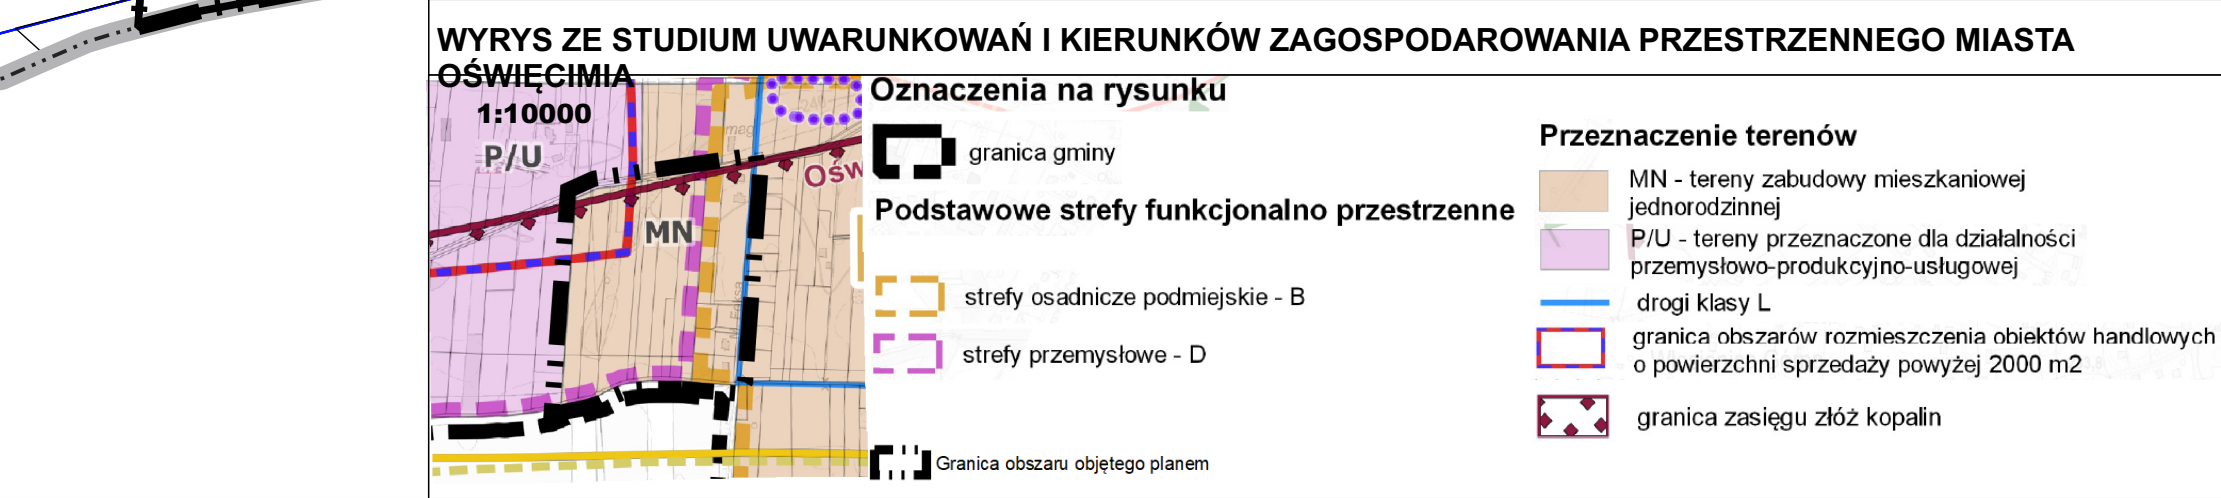 WYRYS ZE STUDIUM UWARUNKOWAŃ I KIERUNKÓW ZAGOSPODAROWANIA PRZESTRZENNEGO MIASTA
OŚWIĘCIMIA
1:10000
P/U
mag
Ośw
MN
Oznaczenia na rysunku
granica gminy
Podstawowe strefy funkcjonalno przestrzenne
strefy osadnicze podmiejskie - B
strefy przemysłowe - D
Granica obszaru objętego planem
Przeznaczenie terenów
MN - tereny zabudowy mieszkaniowej
jednorodzinnej
P/U - tereny przeznaczone dla działalności
przemysłowo-produkcyjno-usługowej
drogi klasy L
granica obszarów rozmieszczenia obiektów handlowych
o powierzchni sprzedaży powyżej 2000 m2
granica zasięgu złóż kopalin